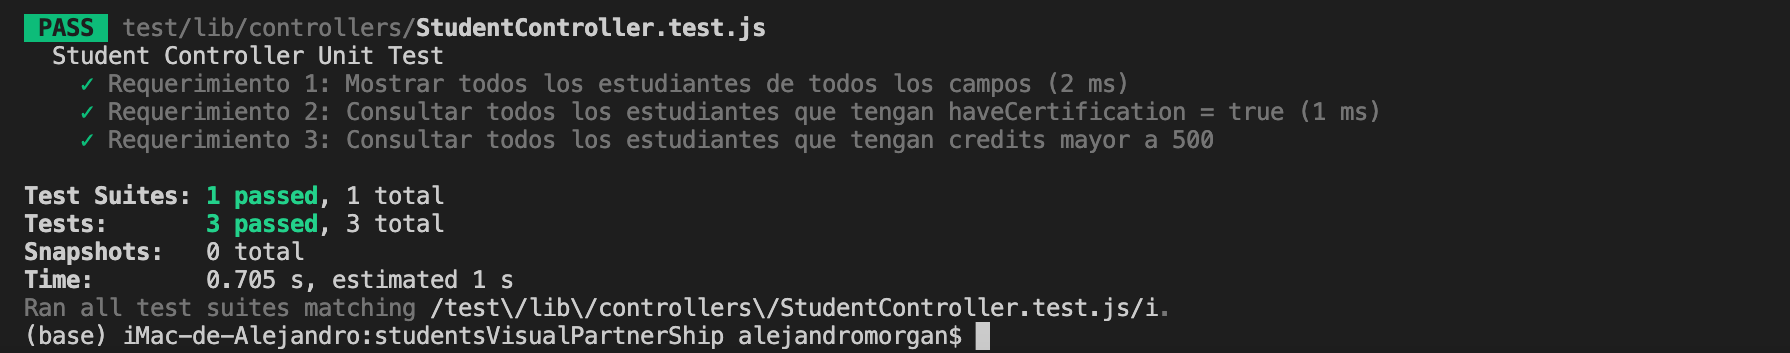 PASS test/lib/controllers/StudentController.test.js
Student Controller Unit Test
✓ Requerimiento 1: Mostrar todos los estudiantes de todos los campos (2 ms)
✓ Requerimiento 2: Consultar todos los estudiantes que tengan haveCertification = true (1 ms)
✓ Requerimiento 3: Consultar todos los estudiantes que tengan credits mayor a 500
Test Suites: 1 passed, 1 total
Tests: 3 passed, 3 total
Snapshots: 0 total
Time: 0.705 s, estimated 1 s
Ran all test suites matching /test\/lib\/controllers\/StudentController.test.js/i.
(base) iMac-de-Alejandro:studentsVisualPartnerShip alejandromorgan$